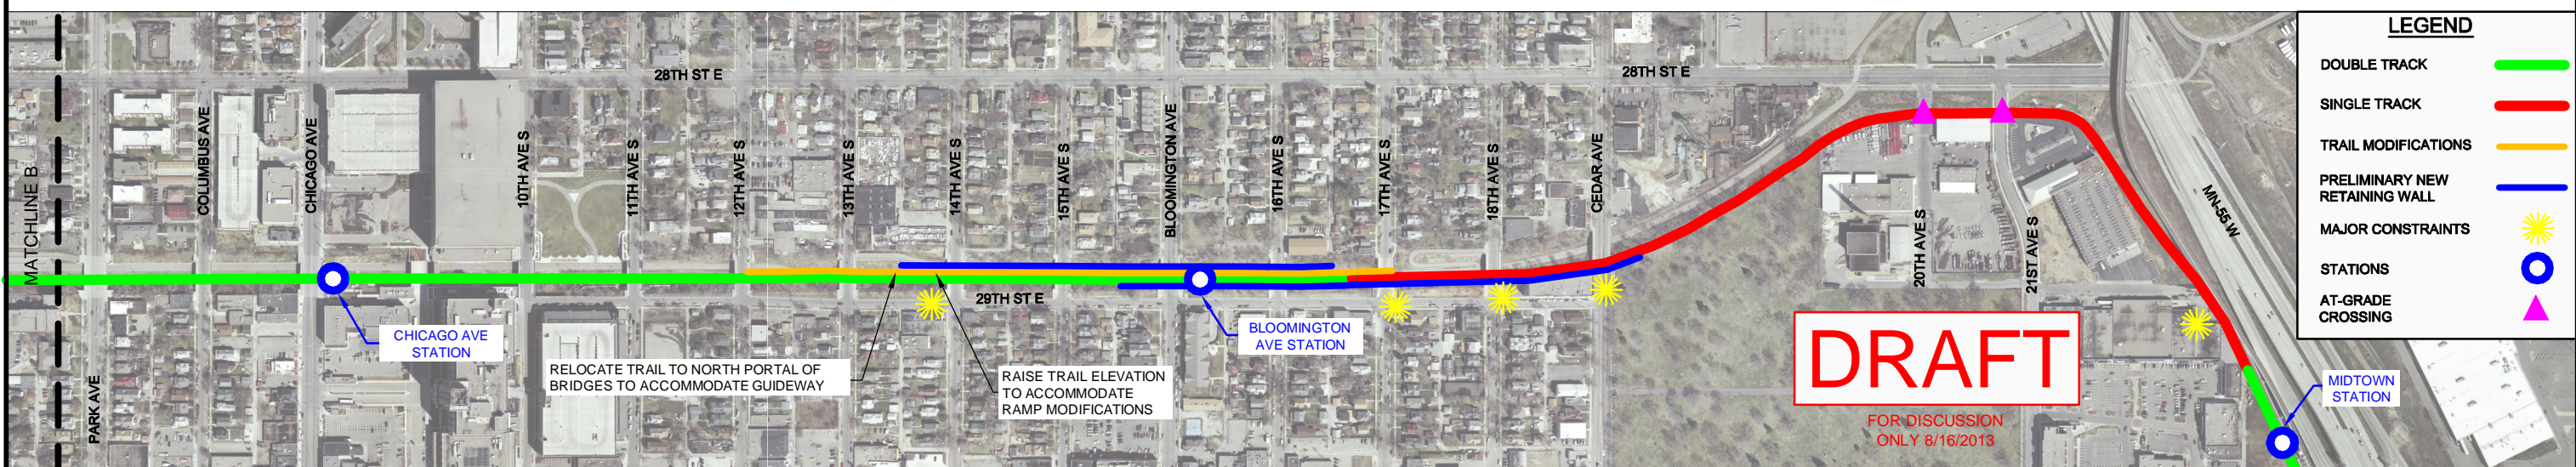 MATCHLINE B
PARK AVE
COLUMBUS AVE
CHICAGO AVE
10TH AVE S
11TH AVE S
12TH AVE S
13TH AVE S
14TH AVE S
15TH AVE S
BLOOMINGTON AVE
16TH AVE S
17TH AVE S
18TH AVE S
CEDAR AVE
20TH AVE S
21ST AVE S
MN-55 W
28TH ST E
28TH ST E
29TH ST E
CHICAGO AVE
STATION
RELOCATE TRAIL TO NORTH PORTAL OF
BRIDGES TO ACCOMMODATE GUIDEWAY
RAISE TRAIL ELEVATION
TO ACCOMMODATE
RAMP MODIFICATIONS
BLOOMINGTON
AVE STATION
DRAFT
FOR DISCUSSION
ONLY 8/16/2013
MIDTOWN
STATION
LEGEND
DOUBLE TRACK
SINGLE TRACK
TRAIL MODIFICATIONS
PRELIMINARY NEW
RETAINING WALL
MAJOR CONSTRAINTS
STATIONS
AT-GRADE
CROSSING